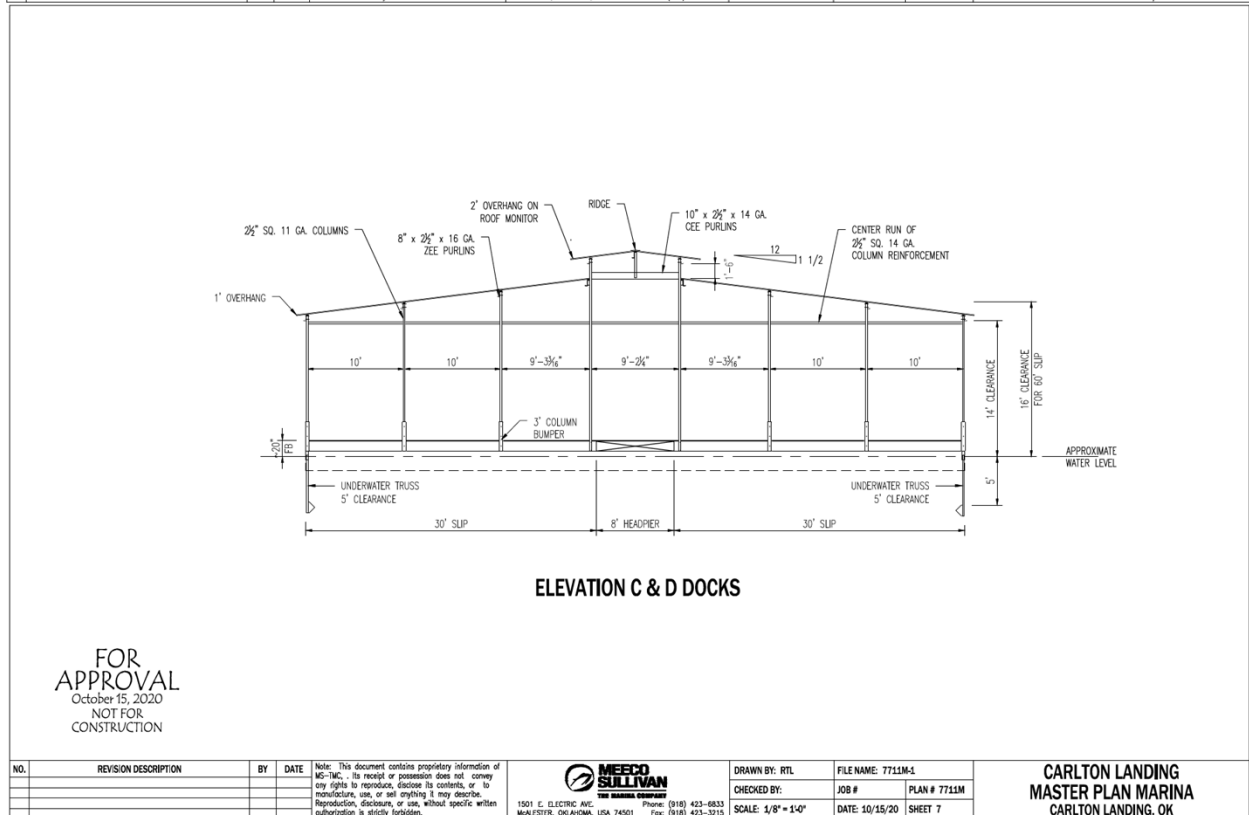 2' OVERHANG ON
ROOF MONITOR
RIDGE
10" x 2½" x 14 GA.
CEE PURLINS
2½" SQ. 11 GA. COLUMNS
8" x 2½" x 16 GA.
ZEE PURLINS
12
1 1/2
CENTER RUN OF
2½" SQ. 14 GA.
COLUMN REINFORCEMENT
1'-6"
1' OVERHANG
10'
10'
9'-3³⁄₁₆"
9'-2¼"
9'-3³⁄₁₆"
10'
10'
14' CLEARANCE
16' CLEARANCE
FOR 60' SLIP
3' COLUMN
BUMPER
20"
FB
APPROXIMATE
WATER LEVEL
5'
UNDERWATER TRUSS
5' CLEARANCE
UNDERWATER TRUSS
5' CLEARANCE
30' SLIP
8' HEADPIER
30' SLIP
ELEVATION C & D DOCKS
FOR
APPROVAL
October 15, 2020
NOT FOR
CONSTRUCTION
NO. REVISION DESCRIPTION BY DATE
Note: This document contains proprietary information of
MS-TMC, . Its receipt or possession does not convey
any rights to reproduce, disclose its contents, or to
manufacture, use, or sell anything it may describe.
Reproduction, disclosure, or use, without specific written
authorization is strictly forbidden.
MEECO
SULLIVAN
THE MARINA COMPANY
1501 E. ELECTRIC AVE. Phone: (918) 423-6833
McALESTER, OKLAHOMA, USA 74501 Fax: (918) 423-3215
DRAWN BY: RTL FILE NAME: 7711M-1
CHECKED BY: JOB # PLAN # 7711M
SCALE: 1/8" = 1'-0" DATE: 10/15/20 SHEET 7
CARLTON LANDING
MASTER PLAN MARINA
CARLTON LANDING, OK